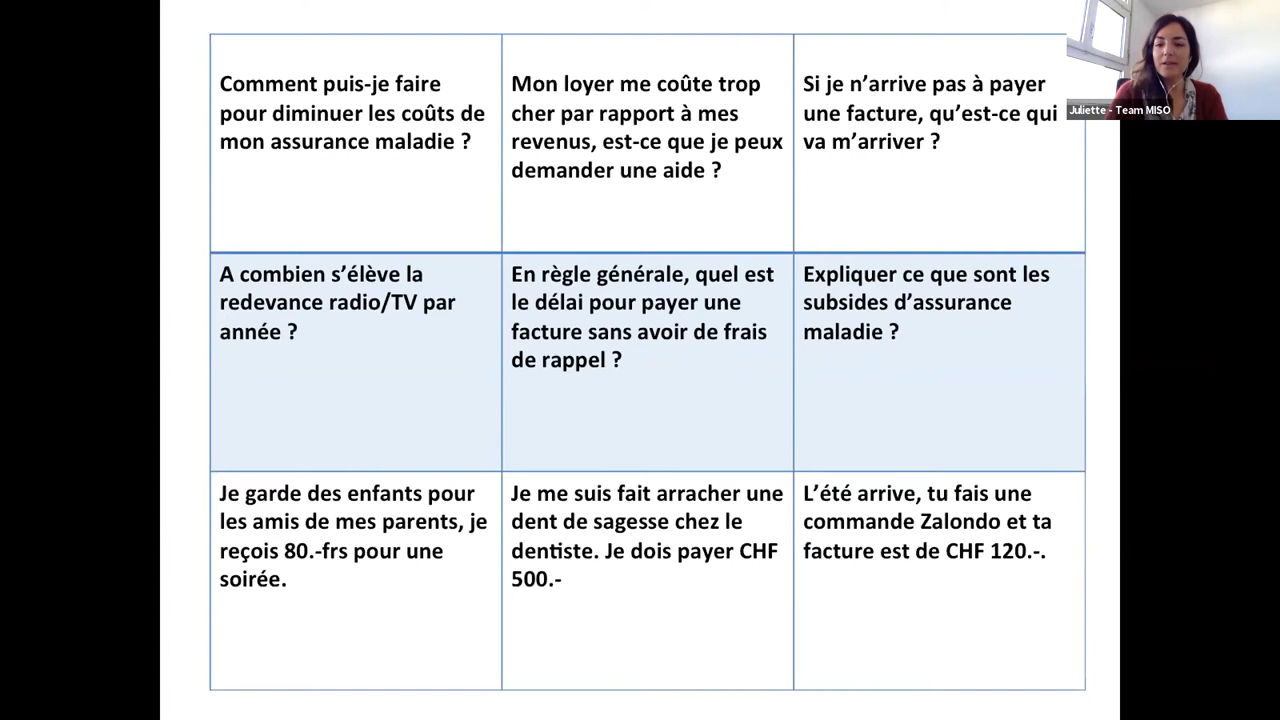 Comment puis-je faire
pour diminuer les coûts de
mon assurance maladie ?
Mon loyer me coûte trop
cher par rapport à mes
revenus, est-ce que je peux
demander une aide ?
Si je n’arrive pas à payer
une facture, qu’est-ce qui
va m’arriver ?
Juliette - Team MISO
A combien s’élève la
redevance radio/TV par
année ?
En règle générale, quel est
le délai pour payer une
facture sans avoir de frais
de rappel ?
Expliquer ce que sont les
subsides d’assurance
maladie ?
Je garde des enfants pour
les amis de mes parents, je
reçois 80.-frs pour une
soirée.
Je me suis fait arracher une
dent de sagesse chez le
dentiste. Je dois payer CHF
500.-
L’été arrive, tu fais une
commande Zalondo et ta
facture est de CHF 120.-.